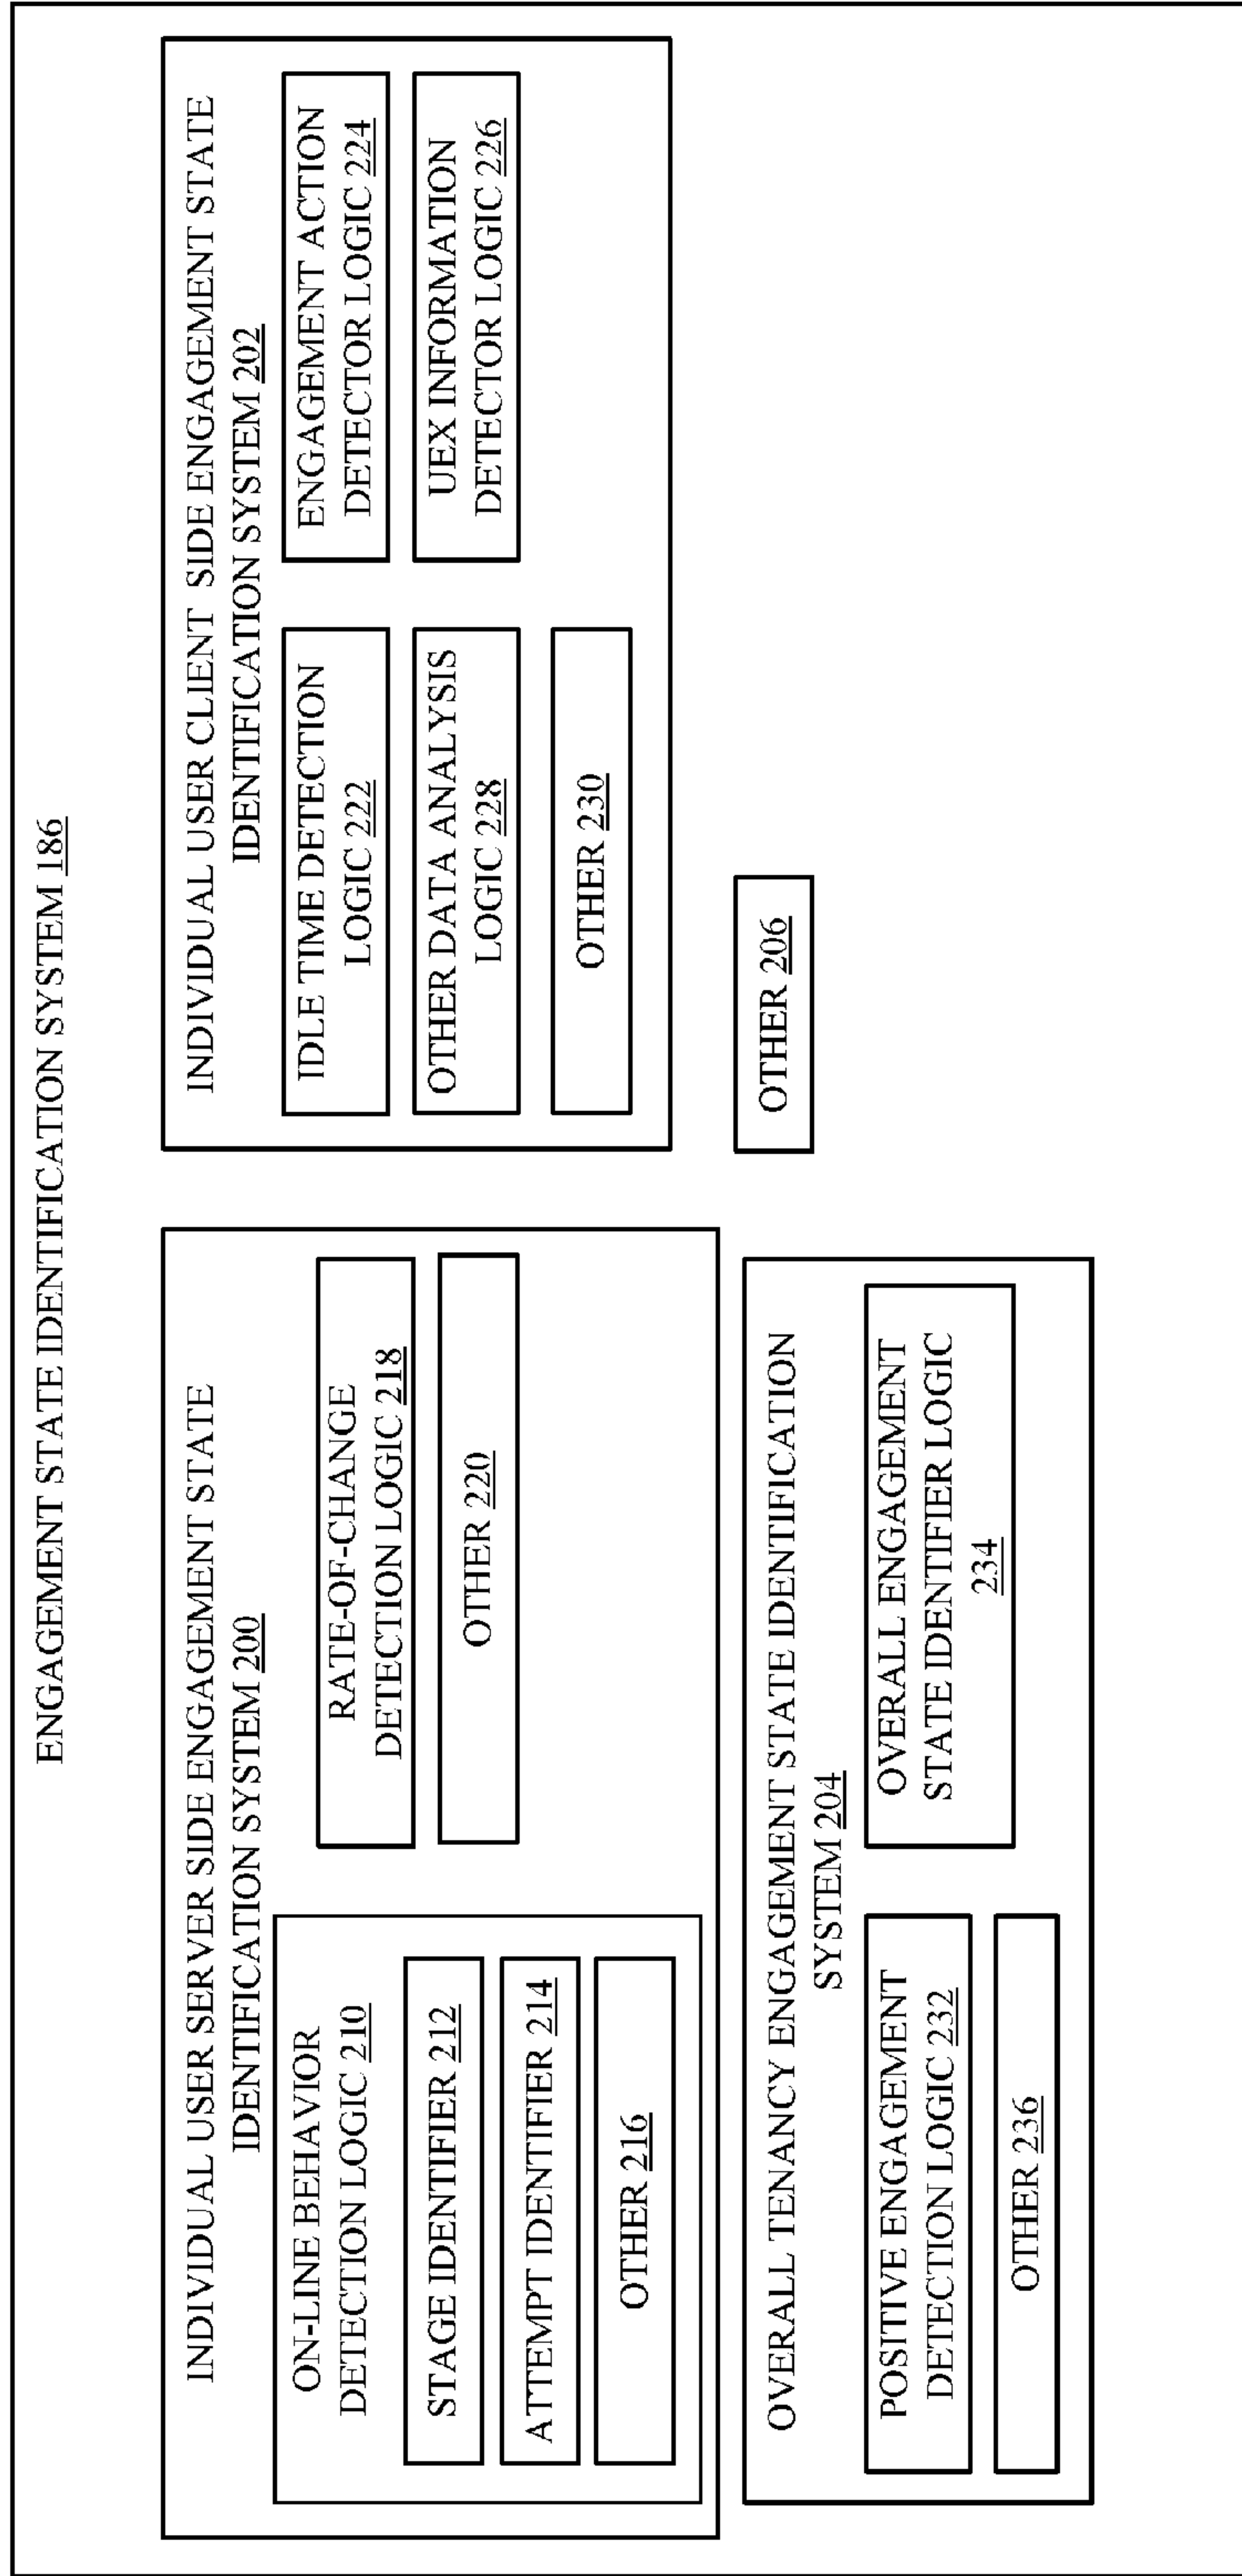 ENGAGEMENT STATE IDENTIFICATION SYSTEM 186
INDIVIDUAL USER SERVER SIDE ENGAGEMENT STATE
IDENTIFICATION SYSTEM 200
ON-LINE BEHAVIOR
DETECTION LOGIC 210
STAGE IDENTIFIER 212
ATTEMPT IDENTIFIER 214
OTHER 216
RATE-OF-CHANGE
DETECTION LOGIC 218
OTHER 220
INDIVIDUAL USER CLIENT SIDE ENGAGEMENT STATE
IDENTIFICATION SYSTEM 202
IDLE TIME DETECTION
LOGIC 222
ENGAGEMENT ACTION
DETECTOR LOGIC 224
OTHER DATA ANALYSIS
LOGIC 228
UEX INFORMATION
DETECTOR LOGIC 226
OTHER 230
OVERALL TENANCY ENGAGEMENT STATE IDENTIFICATION
SYSTEM 204
POSITIVE ENGAGEMENT
DETECTION LOGIC 232
OTHER 236
OVERALL ENGAGEMENT
STATE IDENTIFIER LOGIC
234
OTHER 206